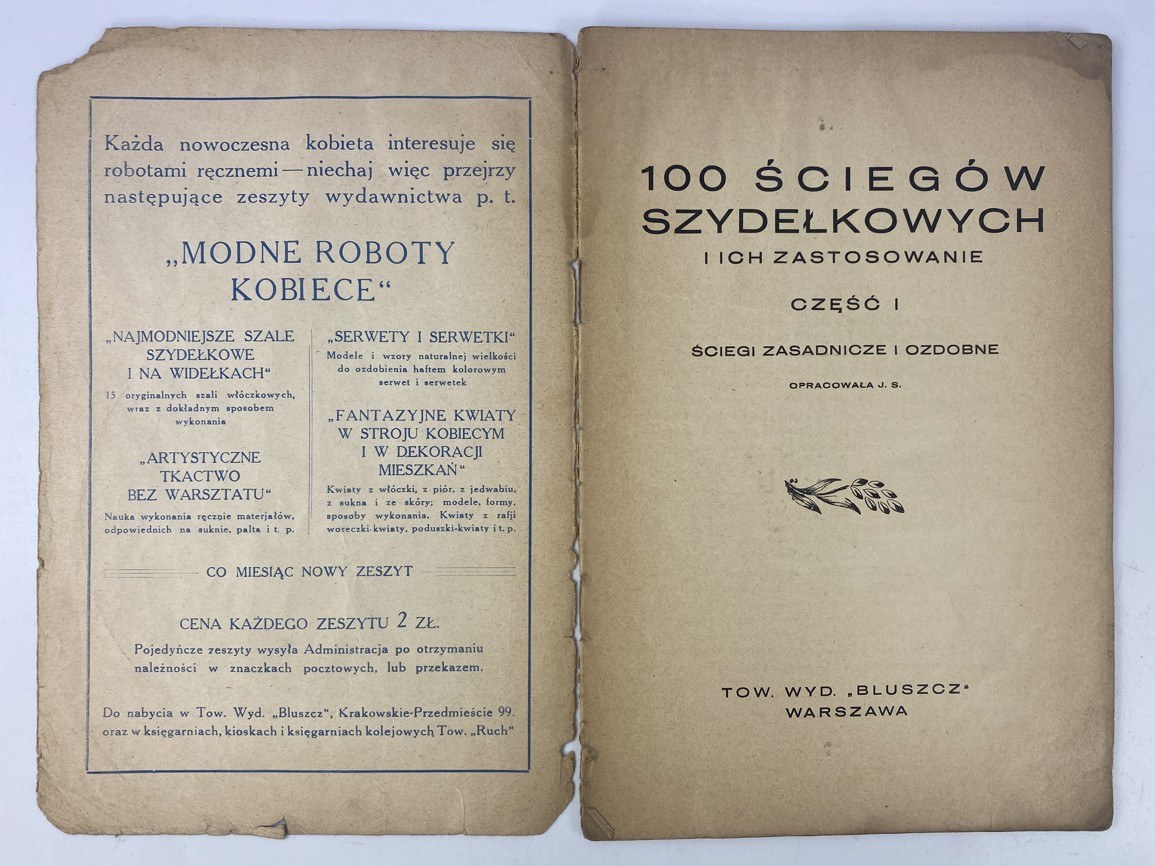 Każda nowoczesna kobieta interesuje się
robotami ręcznemi — niechaj więc przejrzy
następujące zeszyty wydawnictwa p. t.
„MODNE ROBOTY
KOBIECE“
„NAJMODNIEJSZE SZALE
SZYDEŁKOWE
I NA WIDEŁKACH“
15 oryginalnych szali włóczkowych,
wraz z dokładnym sposobem
wykonania
„ARTYSTYCZNE
TKACTWO
BEZ WARSZTATU“
Nauka wykonania ręcznie materjałów,
odpowiednich na suknie, palta i t. p.
„SERWETY I SERWETKI“
Modele i wzory naturalnej wielkości
do ozdobienia haftem kolorowym
serwet i serwetek
„FANTAZYJNE KWIATY
W STROJU KOBIECYM
I W DEKORACJI
MIESZKAŃ“
Kwiaty z włóczki, z piór, z jedwabiu,
z sukna i ze skóry; modele, formy,
sposoby wykonania. Kwiaty z rafji
woreczki-kwiaty, poduszki-kwiaty i t. p.
CO MIESIĄC NOWY ZESZYT
CENA KAŻDEGO ZESZYTU 2 ZŁ.
Pojedyńcze zeszyty wysyła Administracja po otrzymaniu
należności w znaczkach pocztowych, lub przekazem.
Do nabycia w Tow. Wyd. „Bluszcz“, Krakowskie-Przedmieście 99.
oraz w księgarniach, kioskach i księgarniach kolejowych Tow. „Ruch“
100 ŚCIEGÓW
SZYDEŁKOWYCH
I ICH ZASTOSOWANIE
CZĘŚĆ I
ŚCIEGI ZASADNICZE I OZDOBNE
OPRACOWAŁA J. S.
TOW. WYD. „BLUSZCZ“
WARSZAWA